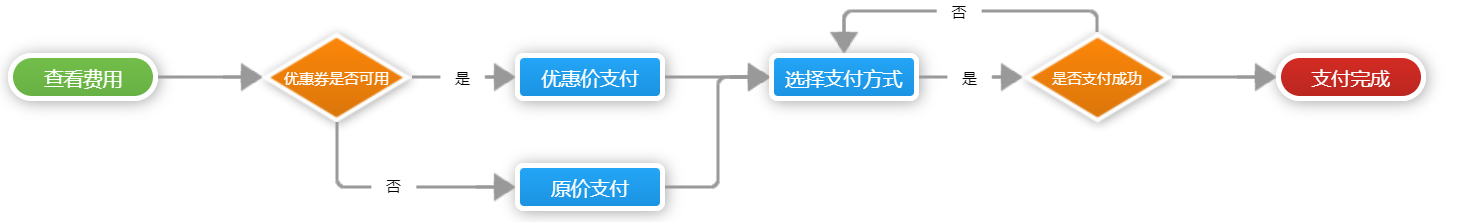 否
查看费用
优惠券是否可用
是
优惠价支付
选择支付方式
是
是否支付成功
支付完成
否
原价支付